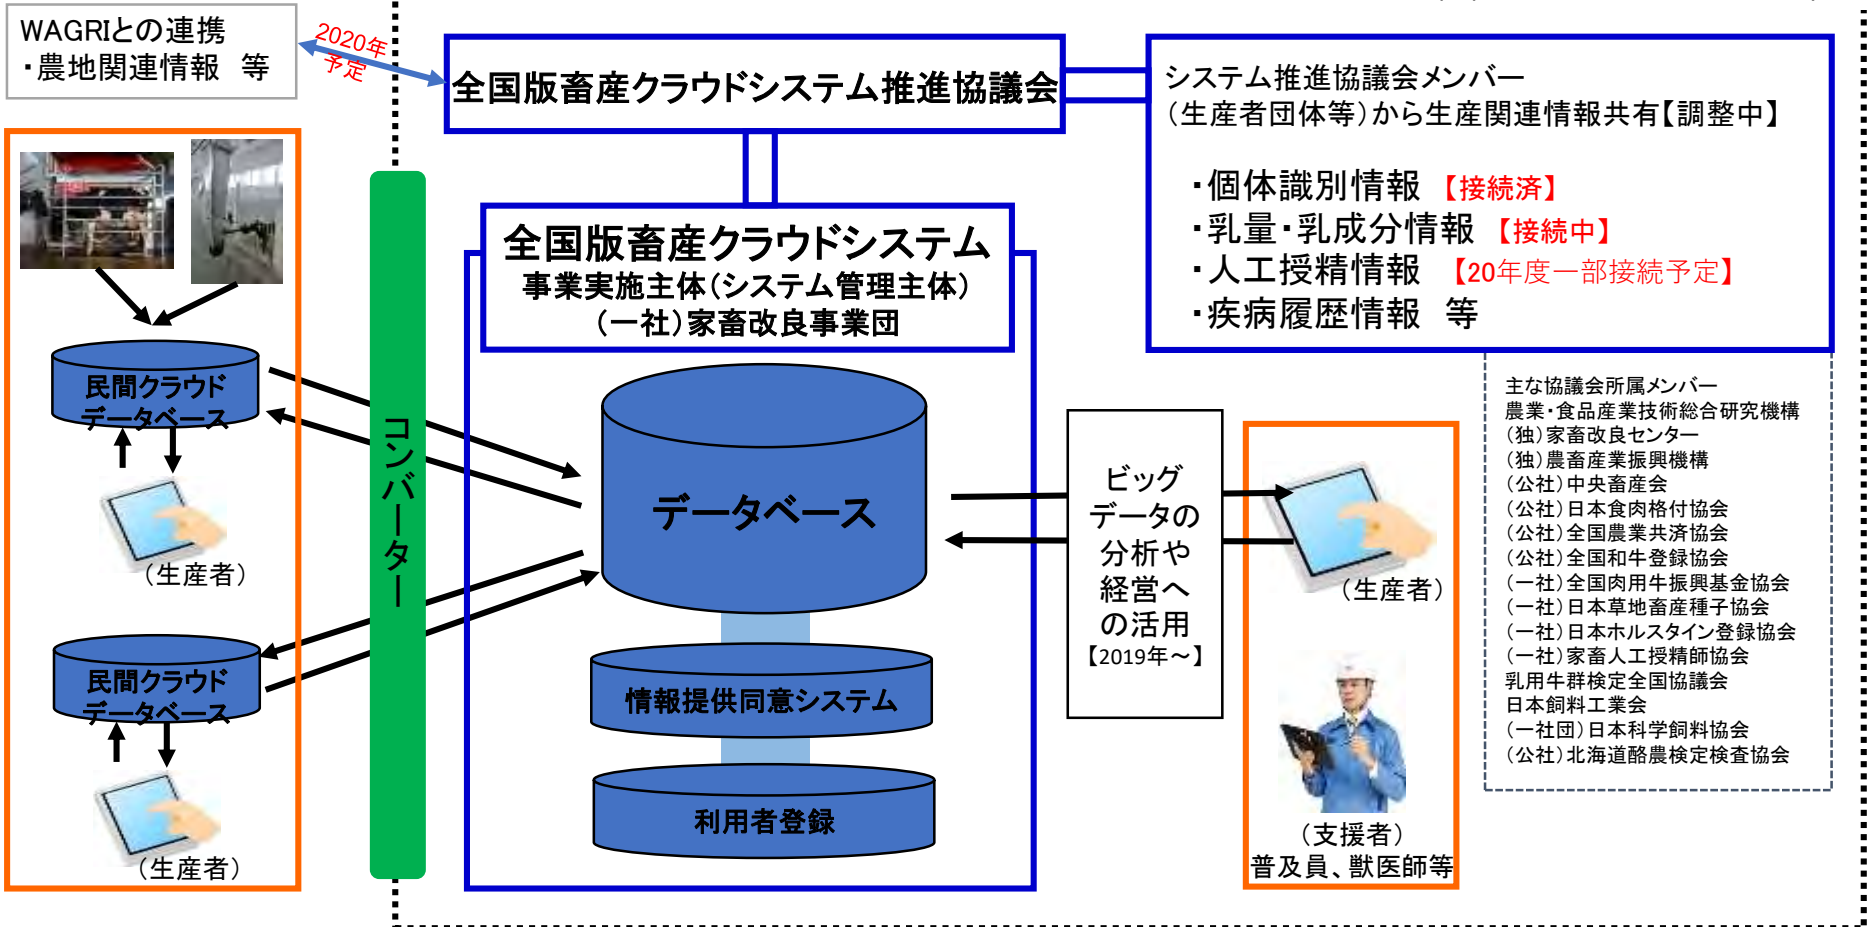 WAGRIとの連携
・農地関連情報　等
2020年
予定
全国版畜産クラウドシステム推進協議会
システム推進協議会メンバー
(生産者団体等)から生産関連情報共有【調整中】
・個体識別情報　【接続済】
・乳量・乳成分情報　【接続中】
・人工授精情報　【20年度一部接続予定】
・疾病履歴情報　等
全国版畜産クラウドシステム
事業実施主体(システム管理主体)
(一社)家畜改良事業団
民間クラウド
データベース
(生産者)
民間クラウド
データベース
(生産者)
コンバーター
データベース
情報提供同意システム
利用者登録
ビッグ
データの
分析や
経営へ
の活用
【2019年～】
(生産者)
(支援者)
普及員、獣医師等
主な協議会所属メンバー
農業・食品産業技術総合研究機構
(独)家畜改良センター
(独)農畜産業振興機構
(公社)中央畜産会
(公社)日本食肉格付協会
(公社)全国農業共済協会
(公社)全国和牛登録協会
(一社)全国肉用牛振興基金協会
(一社)日本草地畜産種子協会
(一社)日本ホルスタイン登録協会
(一社)家畜人工授精師協会
乳用牛群検定全国協議会
日本飼料工業会
(一社団)日本科学飼料協会
(公社)北海道酪農検定検査協会